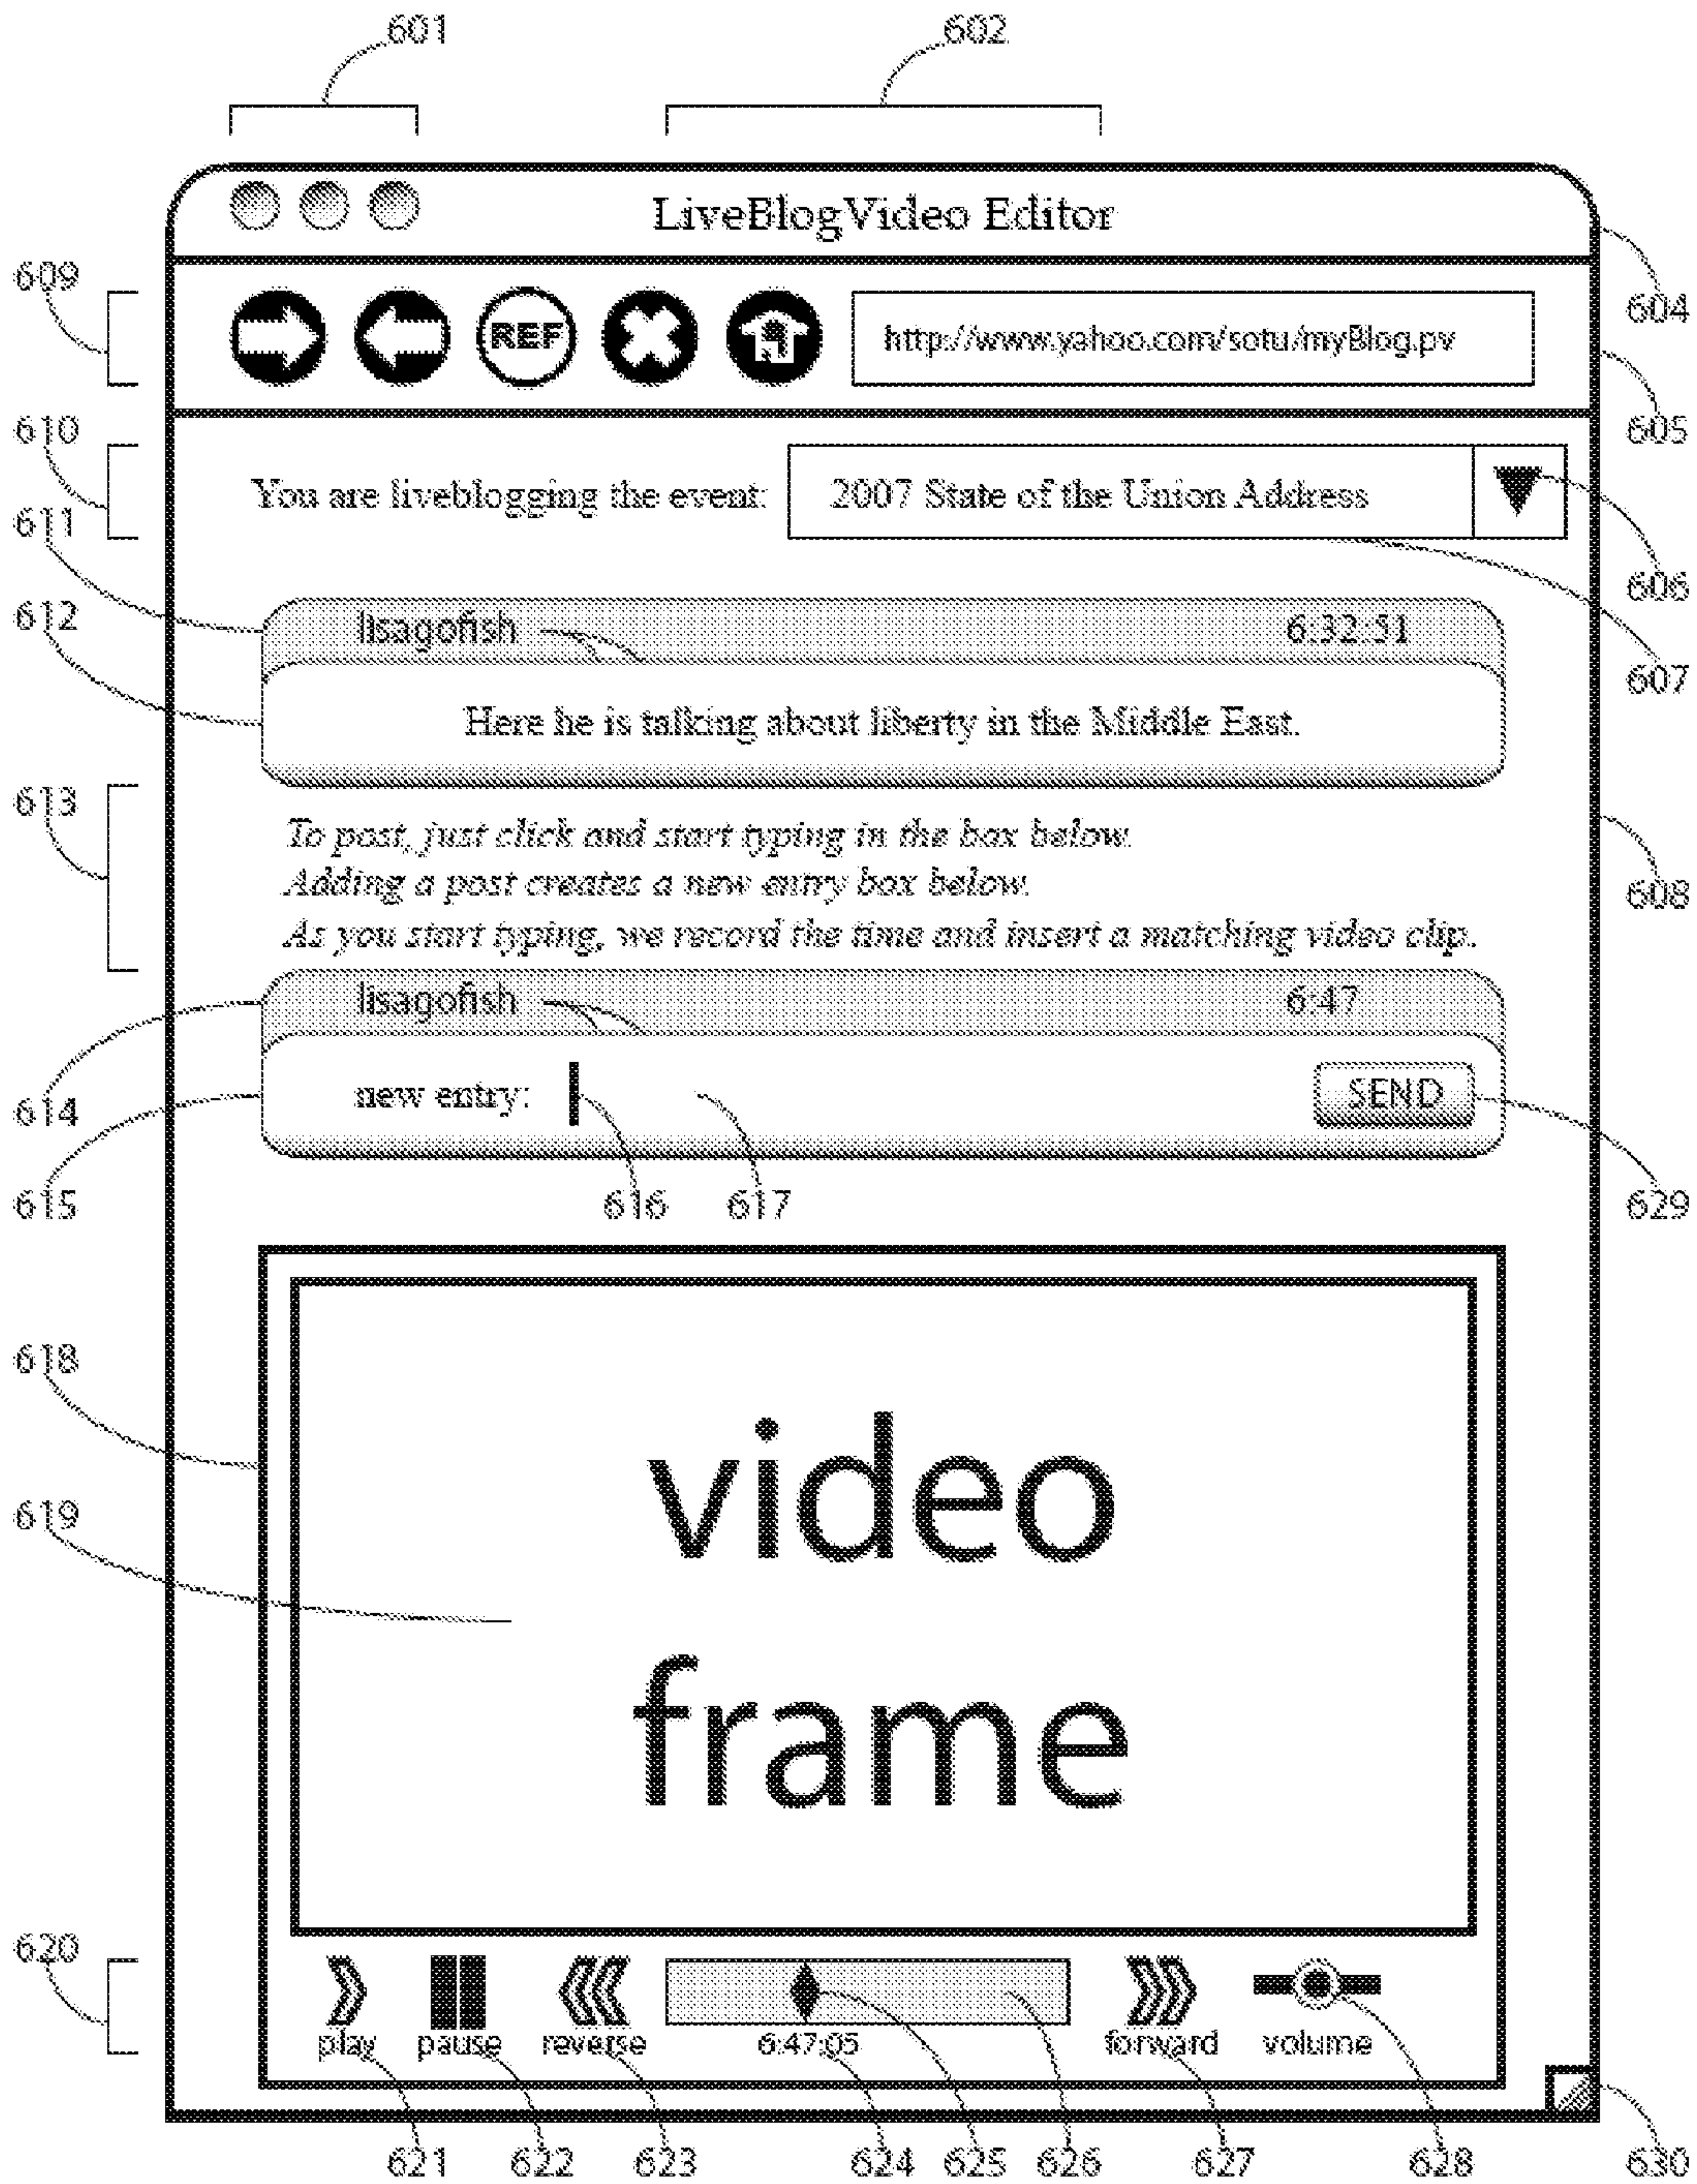 601 602
LiveBlogVideo Editor
604
609
REF
http://www.yahoo.com/sotu/myBlog.pv
605
610
You are liveblogging the event:
2007 State of the Union Address
606
611
lisagofish 6:32:51
607
612
Here he is talking about liberty in the Middle East.
613
To post, just click and start typing in the box below.
Adding a post creates a new entry box below.
As you start typing, we record the time and insert a matching video clip.
608
lisagofish 6:47
614
new entry: SEND
615 616 617 629
618
video
619
frame
620
play pause reverse 6:47:05 forward volume
621 622 623 624 625 626 627 628 630